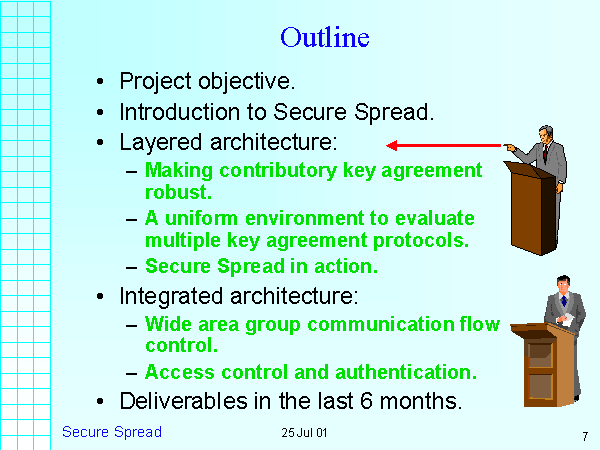 Outline
• Project objective.
• Introduction to Secure Spread.
• Layered architecture:
– Making contributory key agreement
robust.
– A uniform environment to evaluate
multiple key agreement protocols.
– Secure Spread in action.
• Integrated architecture:
– Wide area group communication flow
control.
– Access control and authentication.
• Deliverables in the last 6 months.
Secure Spread
25 Jul 01
7